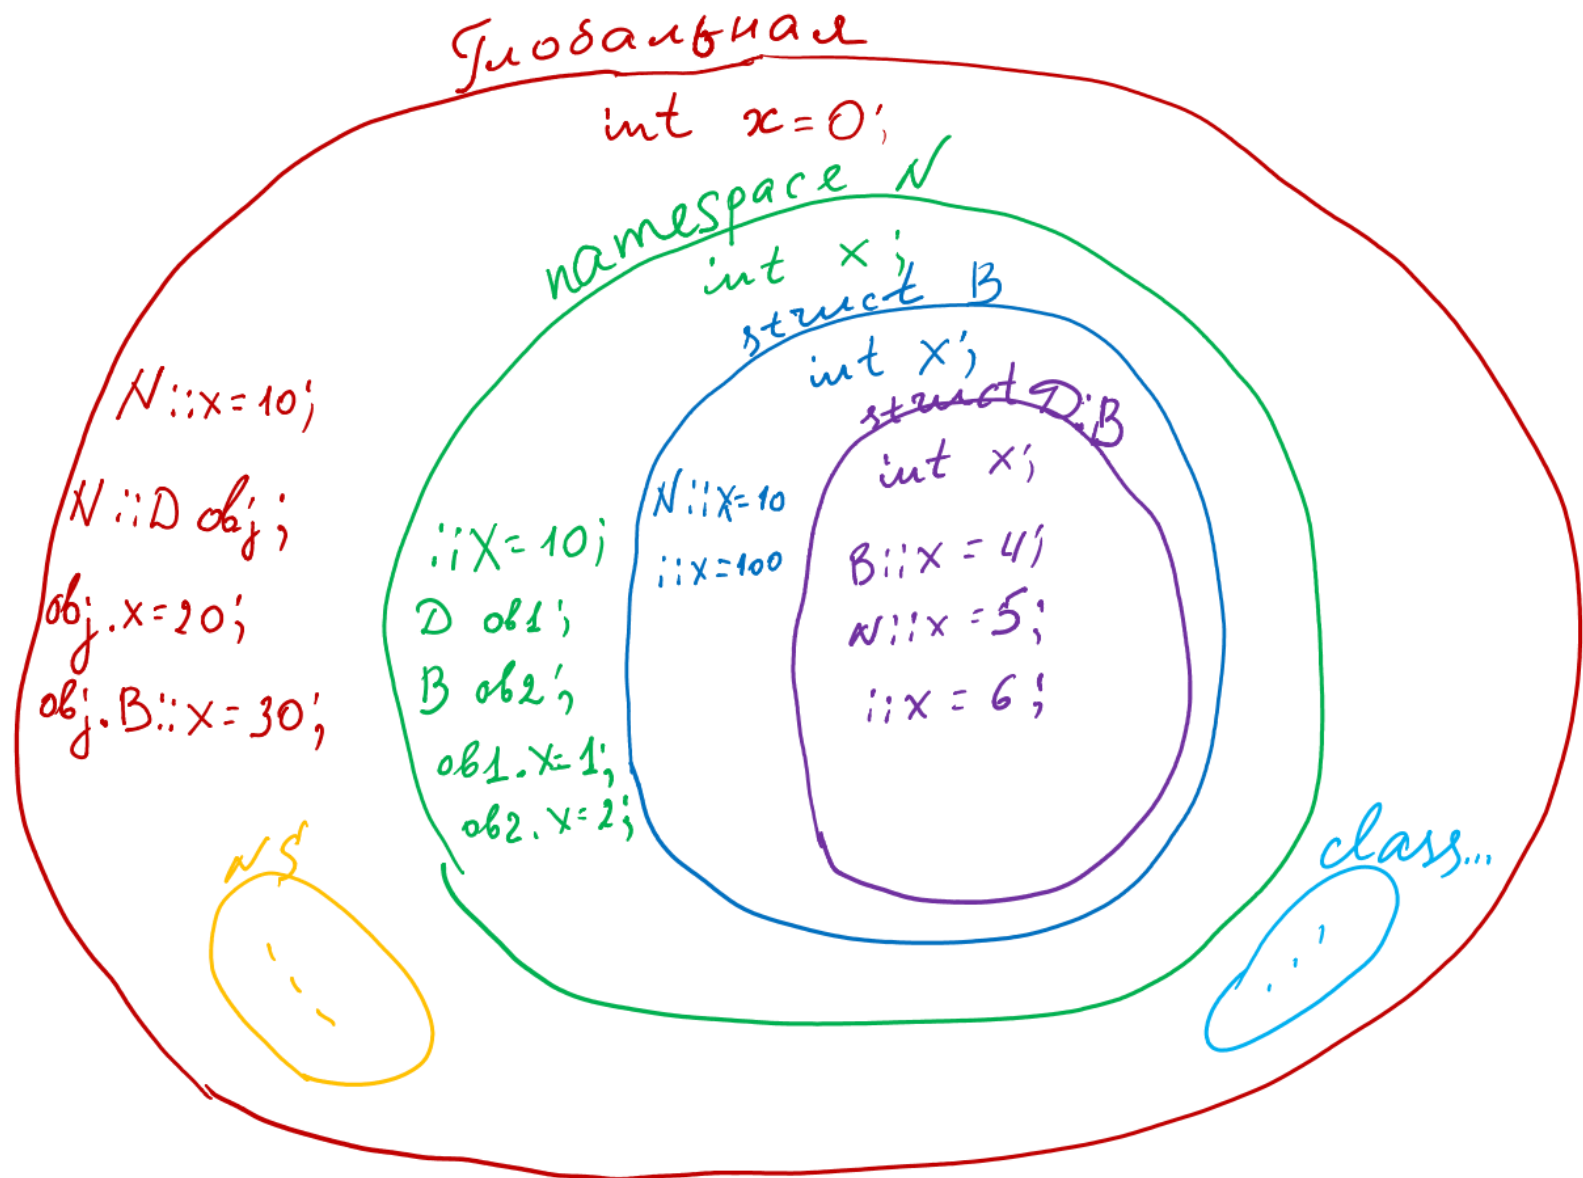 Глобальная
int x=0;
namespace N
int x;
struct B
int x;
struct D:B
int x;
N::x=10;
N::D obj;
obj.x=20;
obj.B::x=30;
::X=10;
D ob1;
B ob2;
ob1.x=1;
ob2.x=2;
N::x=10
::x=100
B::x=4;
N::x=5;
::x=6;
NS
class...